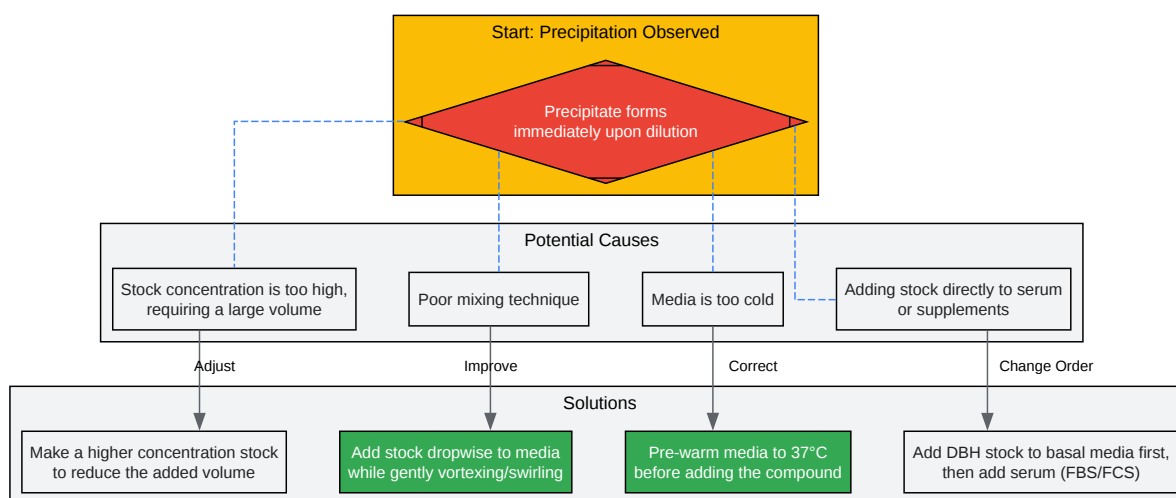 Start: Precipitation Observed
Precipitate forms
immediately upon dilution
Potential Causes
Stock concentration is too high,
requiring a large volume
Poor mixing technique
Media is too cold
Adding stock directly to serum
or supplements
Adjust
Improve
Correct
Change Order
Solutions
Make a higher concentration stock
to reduce the added volume
Add stock dropwise to media
while gently vortexing/swirling
Pre-warm media to 37°C
before adding the compound
Add DBH stock to basal media first,
then add serum (FBS/FCS)